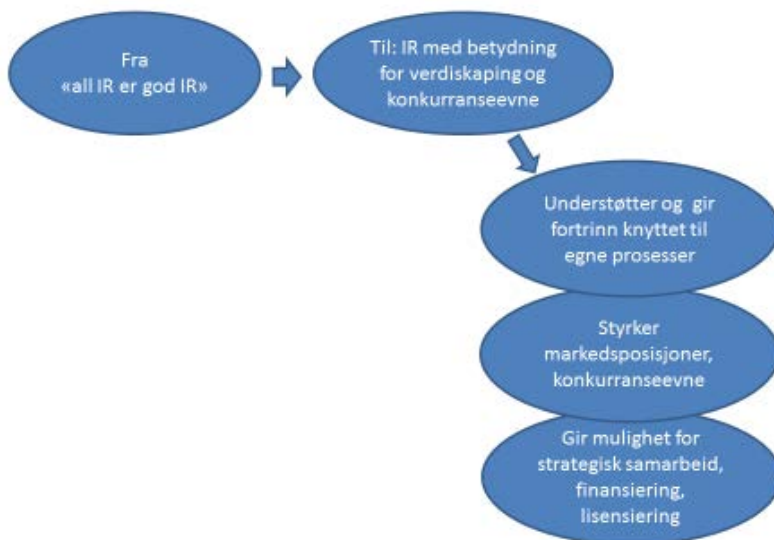 Fra
«all IR er god IR»
Til: IR med betydning
for verdiskaping og
konkurranseevne
Understøtter og gir
fortrinn knyttet til
egne prosesser
Styrker
markedsposisjoner,
konkurranseevne
Gir mulighet for
strategisk samarbeid,
finansiering,
lisensiering